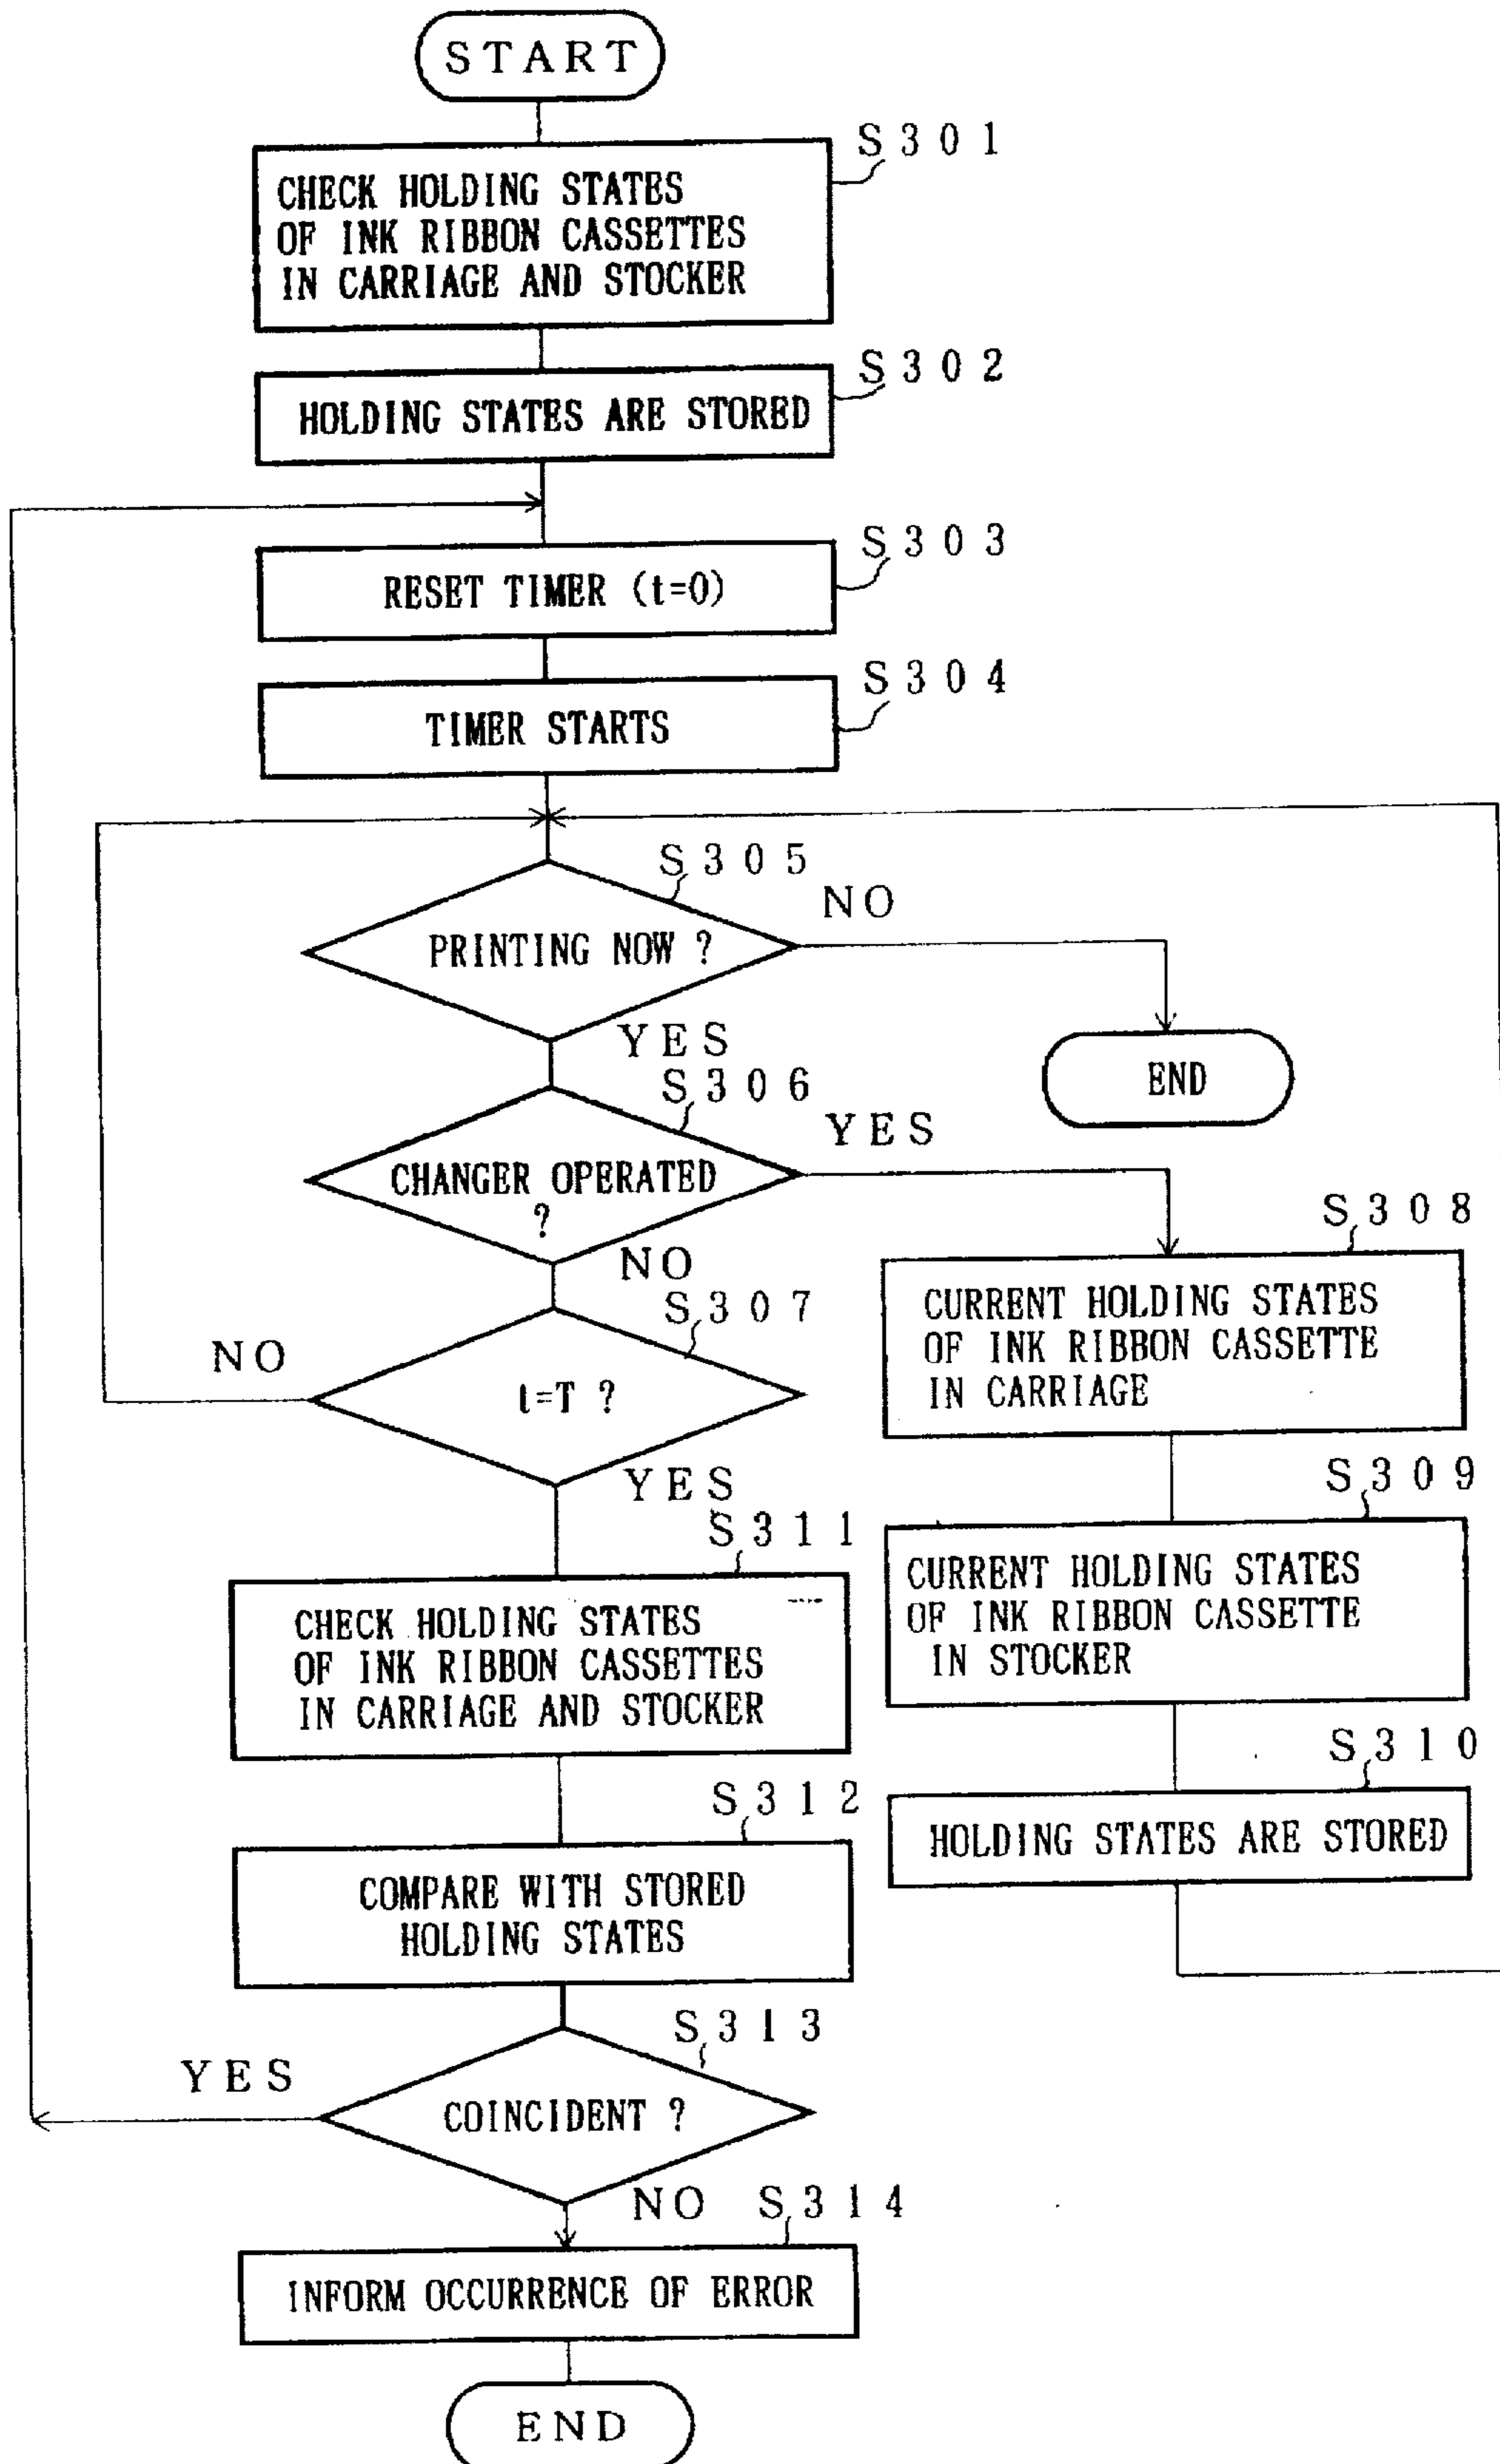 START
S301
CHECK HOLDING STATES
OF INK RIBBON CASSETTES
IN CARRIAGE AND STOCKER
S302
HOLDING STATES ARE STORED
S303
RESET TIMER (t=0)
S304
TIMER STARTS
S305
NO
PRINTING NOW ?
YES
END
S306
YES
CHANGER OPERATED
?
NO
S308
CURRENT HOLDING STATES
OF INK RIBBON CASSETTE
IN CARRIAGE
S307
NO
t=T ?
YES
S309
CURRENT HOLDING STATES
OF INK RIBBON CASSETTE
IN STOCKER
S311
CHECK HOLDING STATES
OF INK RIBBON CASSETTES
IN CARRIAGE AND STOCKER
S310
HOLDING STATES ARE STORED
S312
COMPARE WITH STORED
HOLDING STATES
S313
YES
COINCIDENT ?
NO
S314
INFORM OCCURRENCE OF ERROR
END